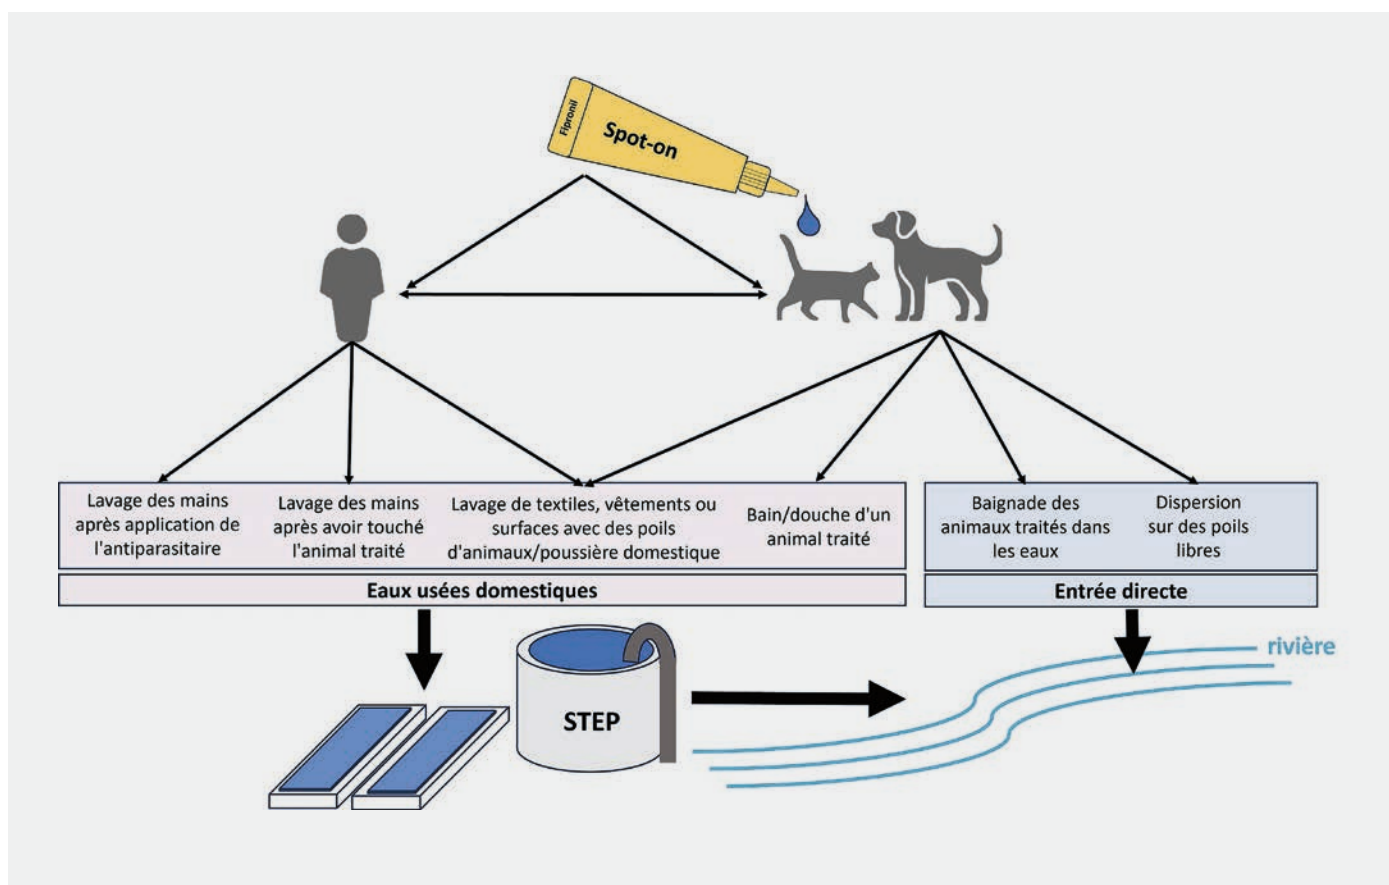 Fipronil
Spot-on
Lavage des mains
après application de
l'antiparasitaire
Lavage des mains
après avoir touché
l'animal traité
Lavage de textiles, vêtements ou
surfaces avec des poils
d'animaux/poussière domestique
Bain/douche d'un
animal traité
Baignade des
animaux traités dans
les eaux
Dispersion
sur des poils
libres
Eaux usées domestiques
Entrée directe
rivière
STEP